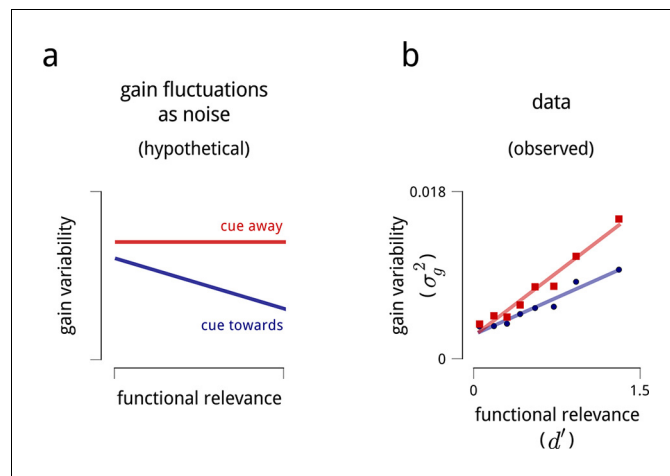 a
gain fluctuations
as noise
(hypothetical)
gain variability
cue away
cue towards
functional relevance
b
data
(observed)
0.018
gain variability
(σg²)
0
0
1.5
functional relevance
(d′)